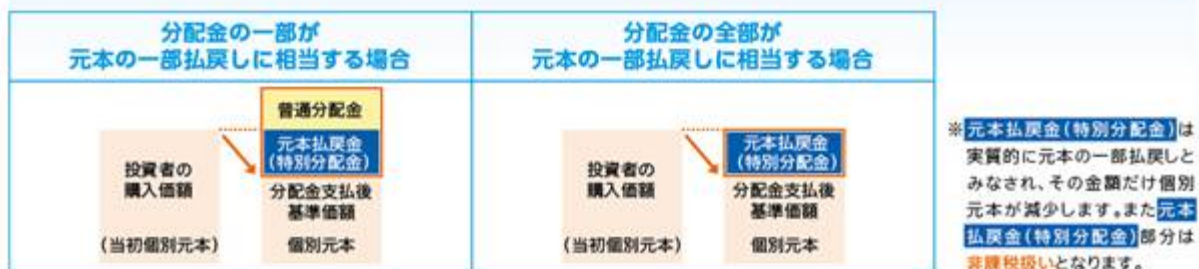 分配金の一部が
元本の一部払戻しに相当する場合
分配金の全部が
元本の一部払戻しに相当する場合
普通分配金
元本払戻金
(特別分配金)
投資者の
購入価額
分配金支払後
基準価額
(当初個別元本)
個別元本
元本払戻金
(特別分配金)
投資者の
購入価額
分配金支払後
基準価額
(当初個別元本)
個別元本
※元本払戻金(特別分配金)は
実質的に元本の一部払戻しと
みなされ、その金額だけ個別
元本が減少します。また元本
払戻金(特別分配金)部分は
非課税扱いとなります。